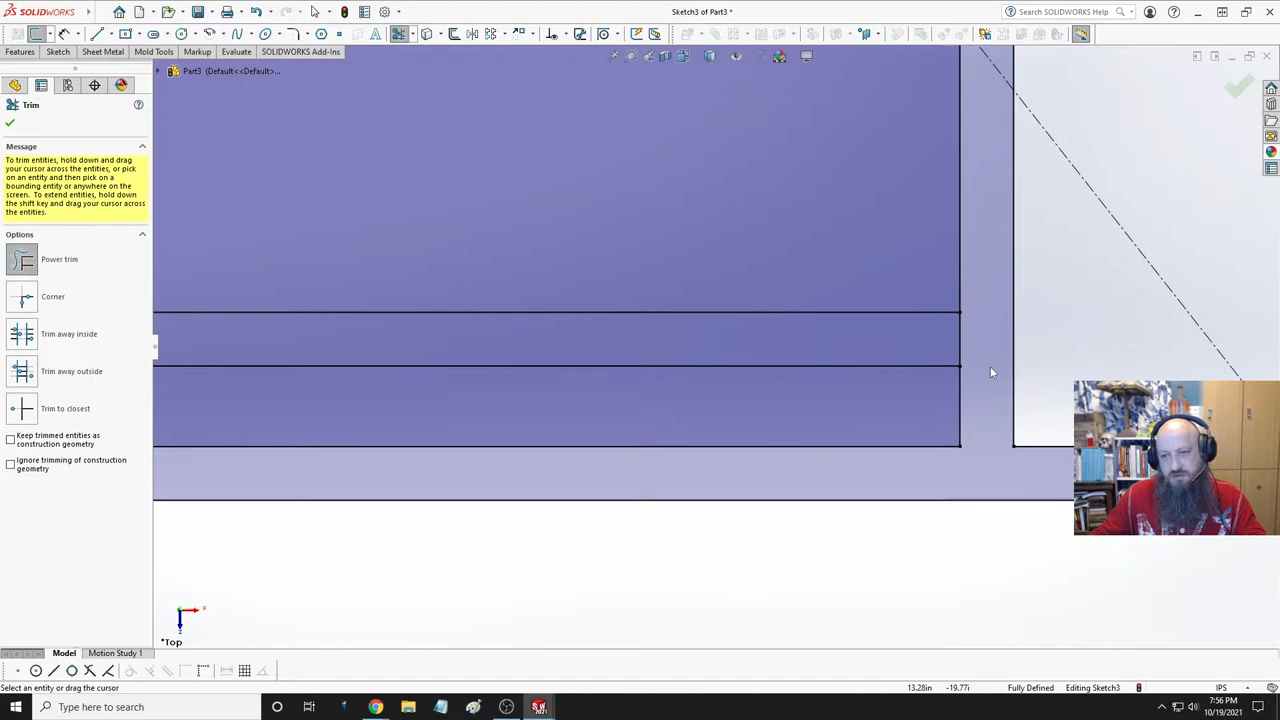 SOLIDWORKS
Sketch3 of Part3 *
Search SOLIDWORKS Help
Features
Sketch
Sheet Metal
Mold Tools
Markup
Evaluate
SOLIDWORKS Add-Ins
Part3 (Default<<Default>...
Trim
Message
To trim entities, hold down and drag
your cursor across the entities, or pick
on an entity and then pick on a
bounding entity or anywhere on the
screen. To extend entities, hold down
the shift key and drag your cursor across
the entities.
Options
Power trim
Corner
Trim away inside
Trim away outside
Trim to closest
Keep trimmed entities as
construction geometry
Ignore trimming of construction
geometry
x
z
*Top
Model
Motion Study 1
Select an entity or drag the cursor
13.28in
-19.77i
Fully Defined
Editing Sketch3
IPS
Type here to search
SW
2021
7:56 PM
10/19/2021